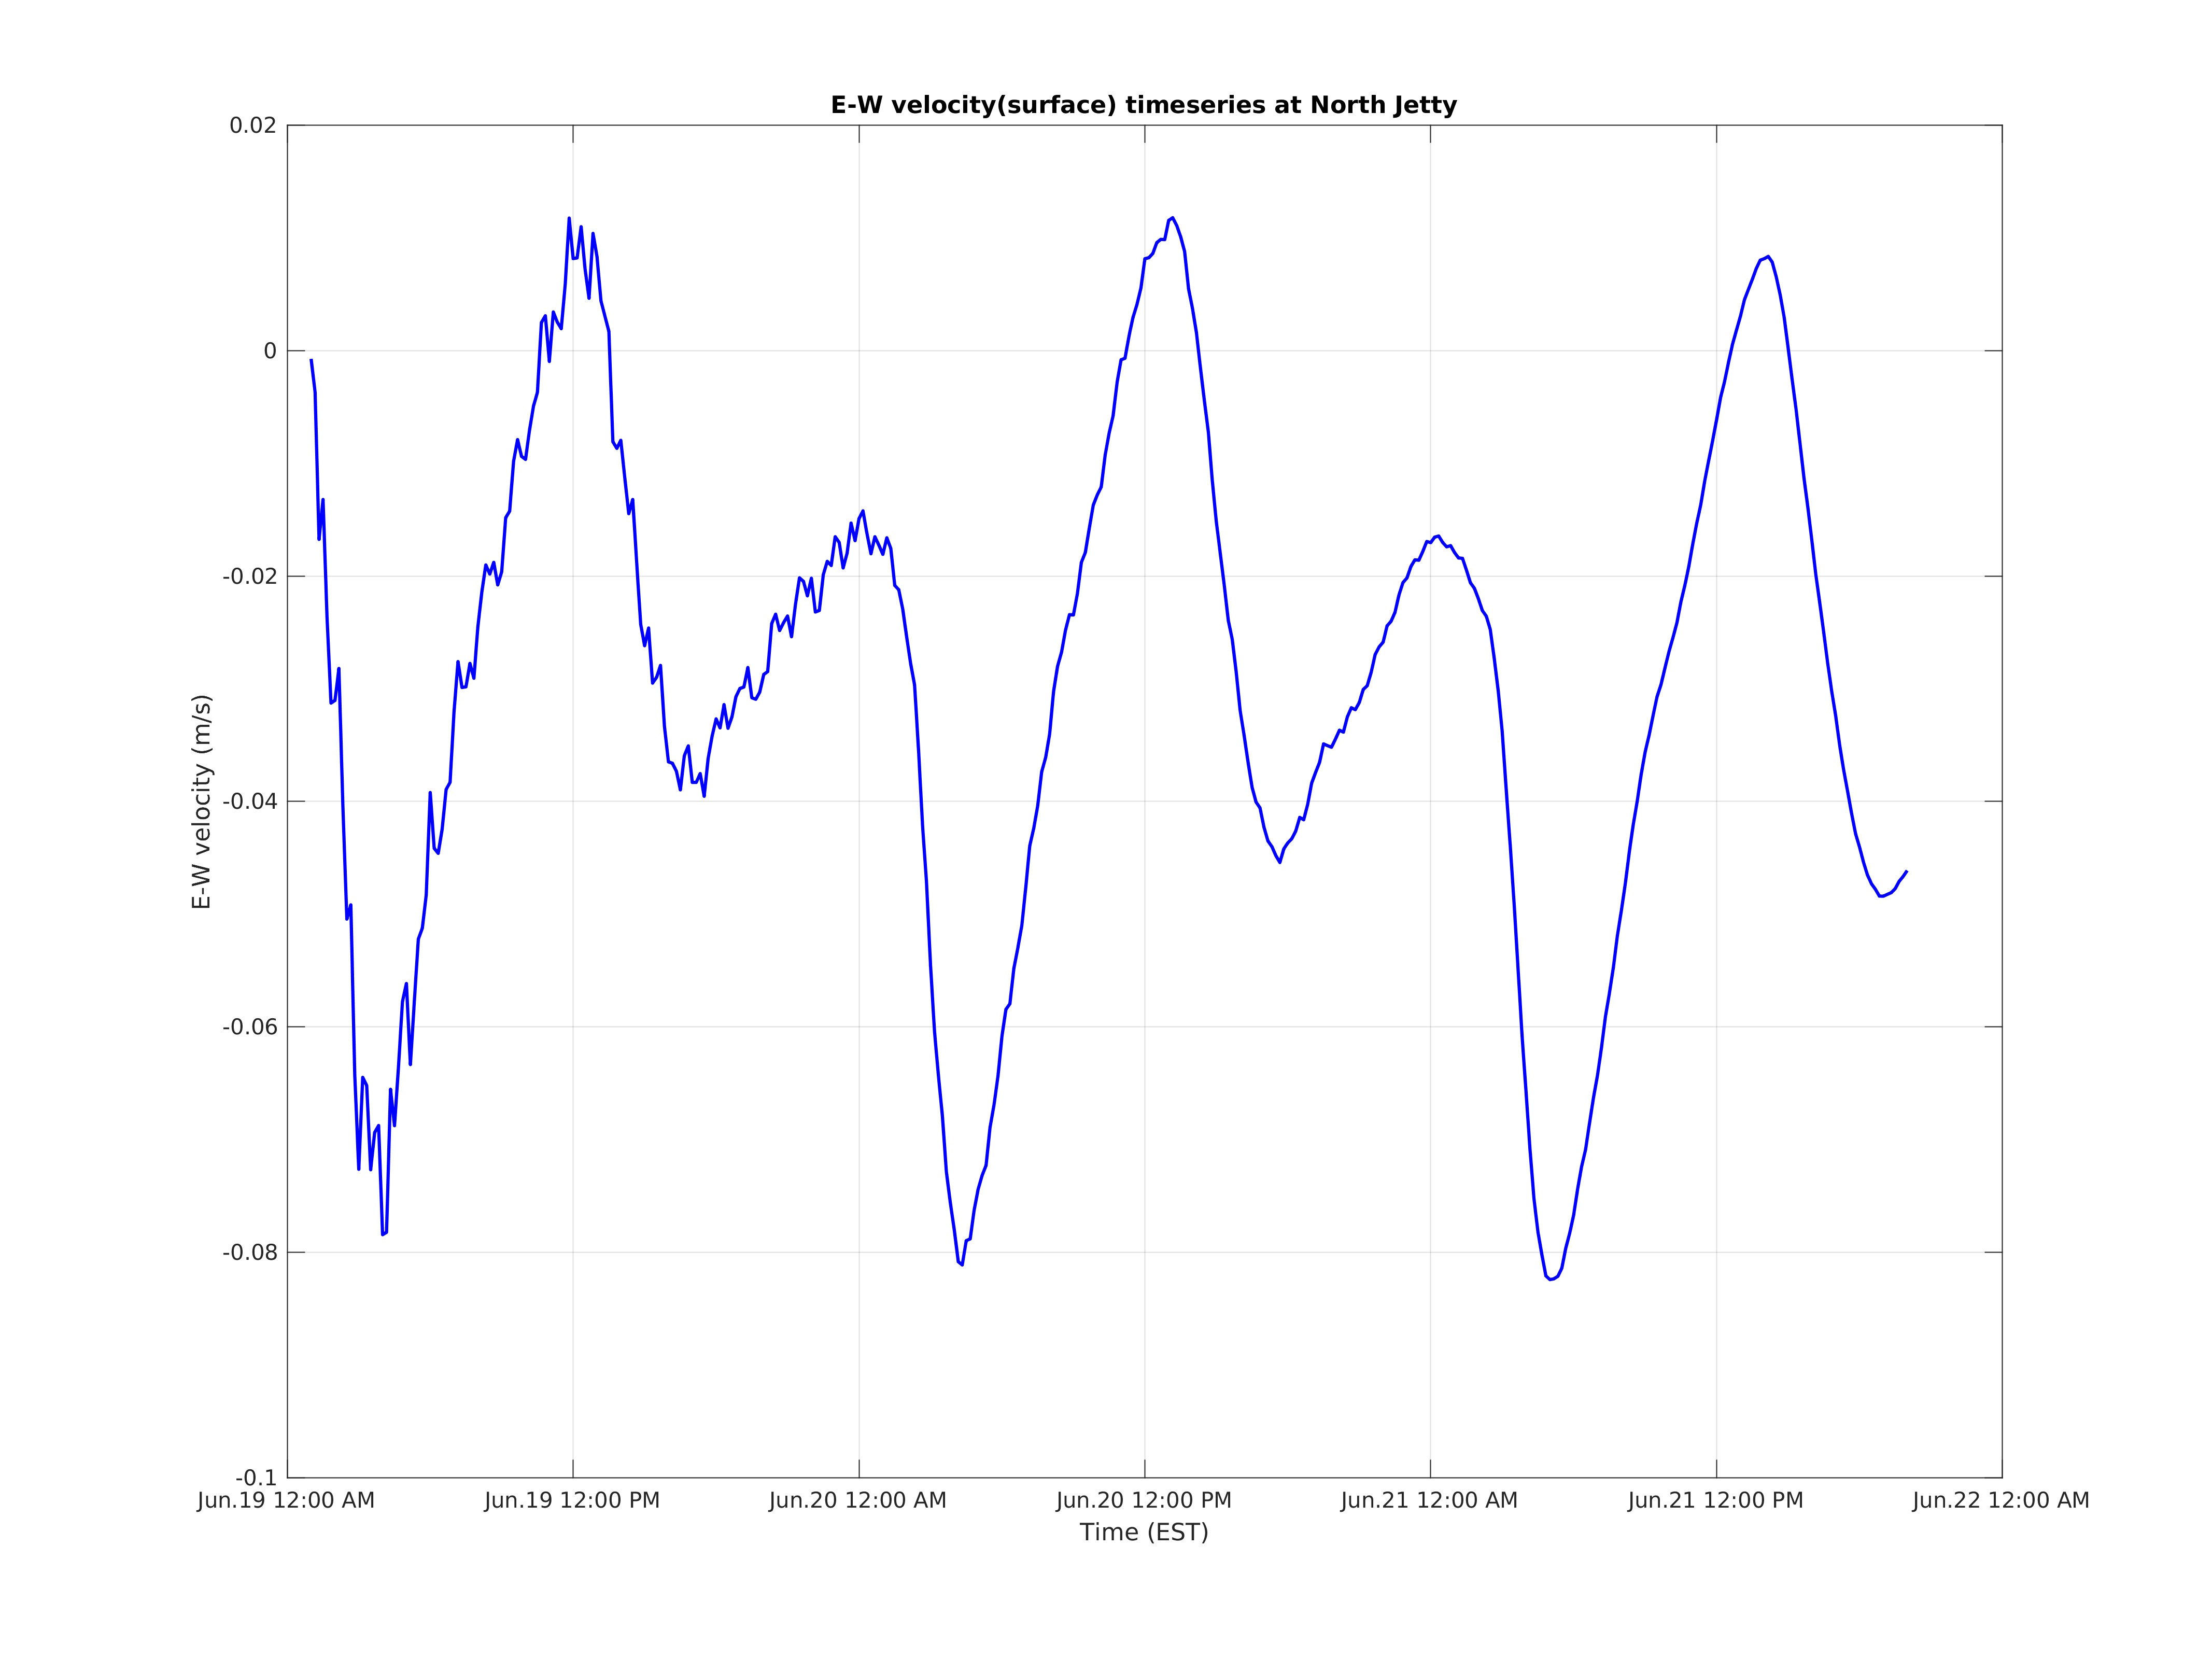 E-W velocity(surface) timeseries at North Jetty
0.02
0
-0.02
-0.04
-0.06
-0.08
-0.1
E-W velocity (m/s)
Jun.19 12:00 AM
Jun.19 12:00 PM
Jun.20 12:00 AM
Jun.20 12:00 PM
Jun.21 12:00 AM
Jun.21 12:00 PM
Jun.22 12:00 AM
Time (EST)